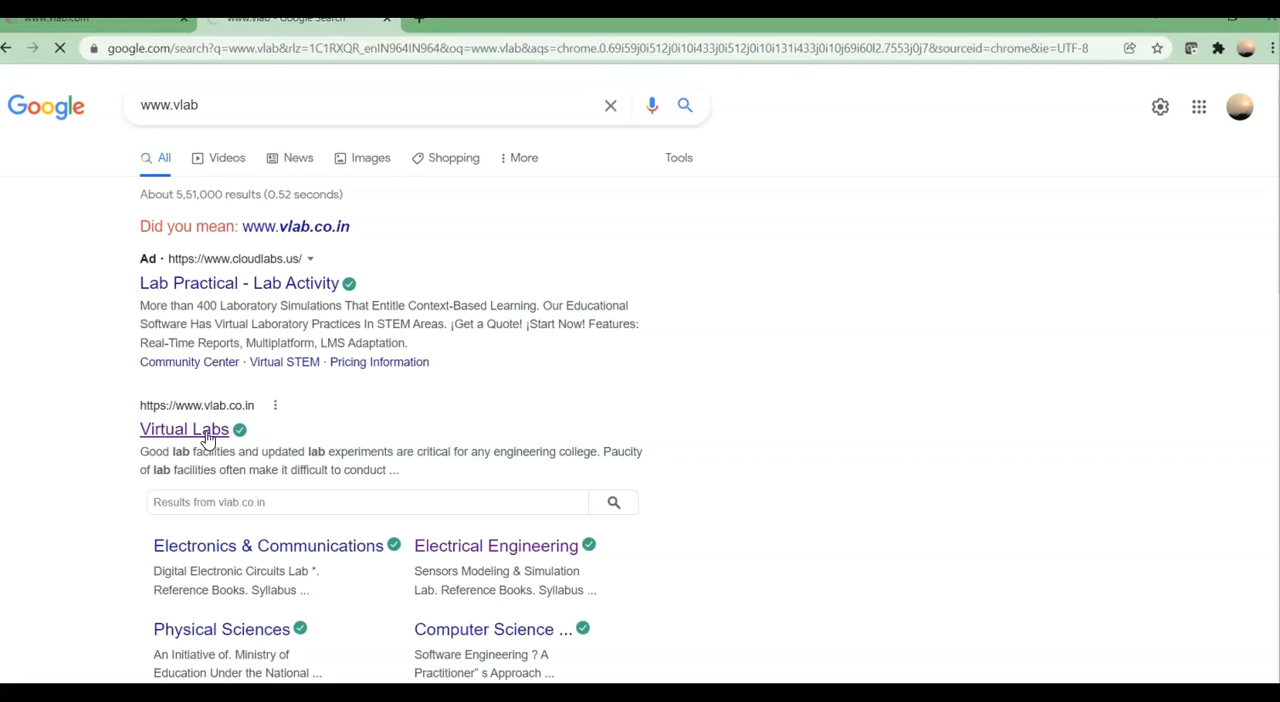 www.vlab.com
www.vlab - Google Search
google.com/search?q=www.vlab&rlz=1C1RXQR_enIN964IN964&oq=www.vlab&aqs=chrome.0.69i59j0i512j0i10i433j0i512j0i10i131i433j0i10j69i60l2.7553j0j7&sourceid=chrome&ie=UTF-8
Google
www.vlab
All Videos News Images Shopping More Tools
About 5,51,000 results (0.52 seconds)
Did you mean: www.vlab.co.in
Ad · https://www.cloudlabs.us/
Lab Practical - Lab Activity
More than 400 Laboratory Simulations That Entitle Context-Based Learning. Our Educational
Software Has Virtual Laboratory Practices In STEM Areas. ¡Get a Quote! ¡Start Now! Features:
Real-Time Reports, Multiplatform, LMS Adaptation.
Community Center · Virtual STEM · Pricing Information
https://www.vlab.co.in
Virtual Labs
Good lab facilities and updated lab experiments are critical for any engineering college. Paucity
of lab facilities often make it difficult to conduct ...
Results from vlab.co.in
Electronics & Communications
Digital Electronic Circuits Lab *.
Reference Books. Syllabus ...
Electrical Engineering
Sensors Modeling & Simulation
Lab. Reference Books. Syllabus ...
Physical Sciences
An Initiative of. Ministry of
Education Under the National ...
Computer Science ...
Software Engineering ? A
Practitioner" s Approach ...